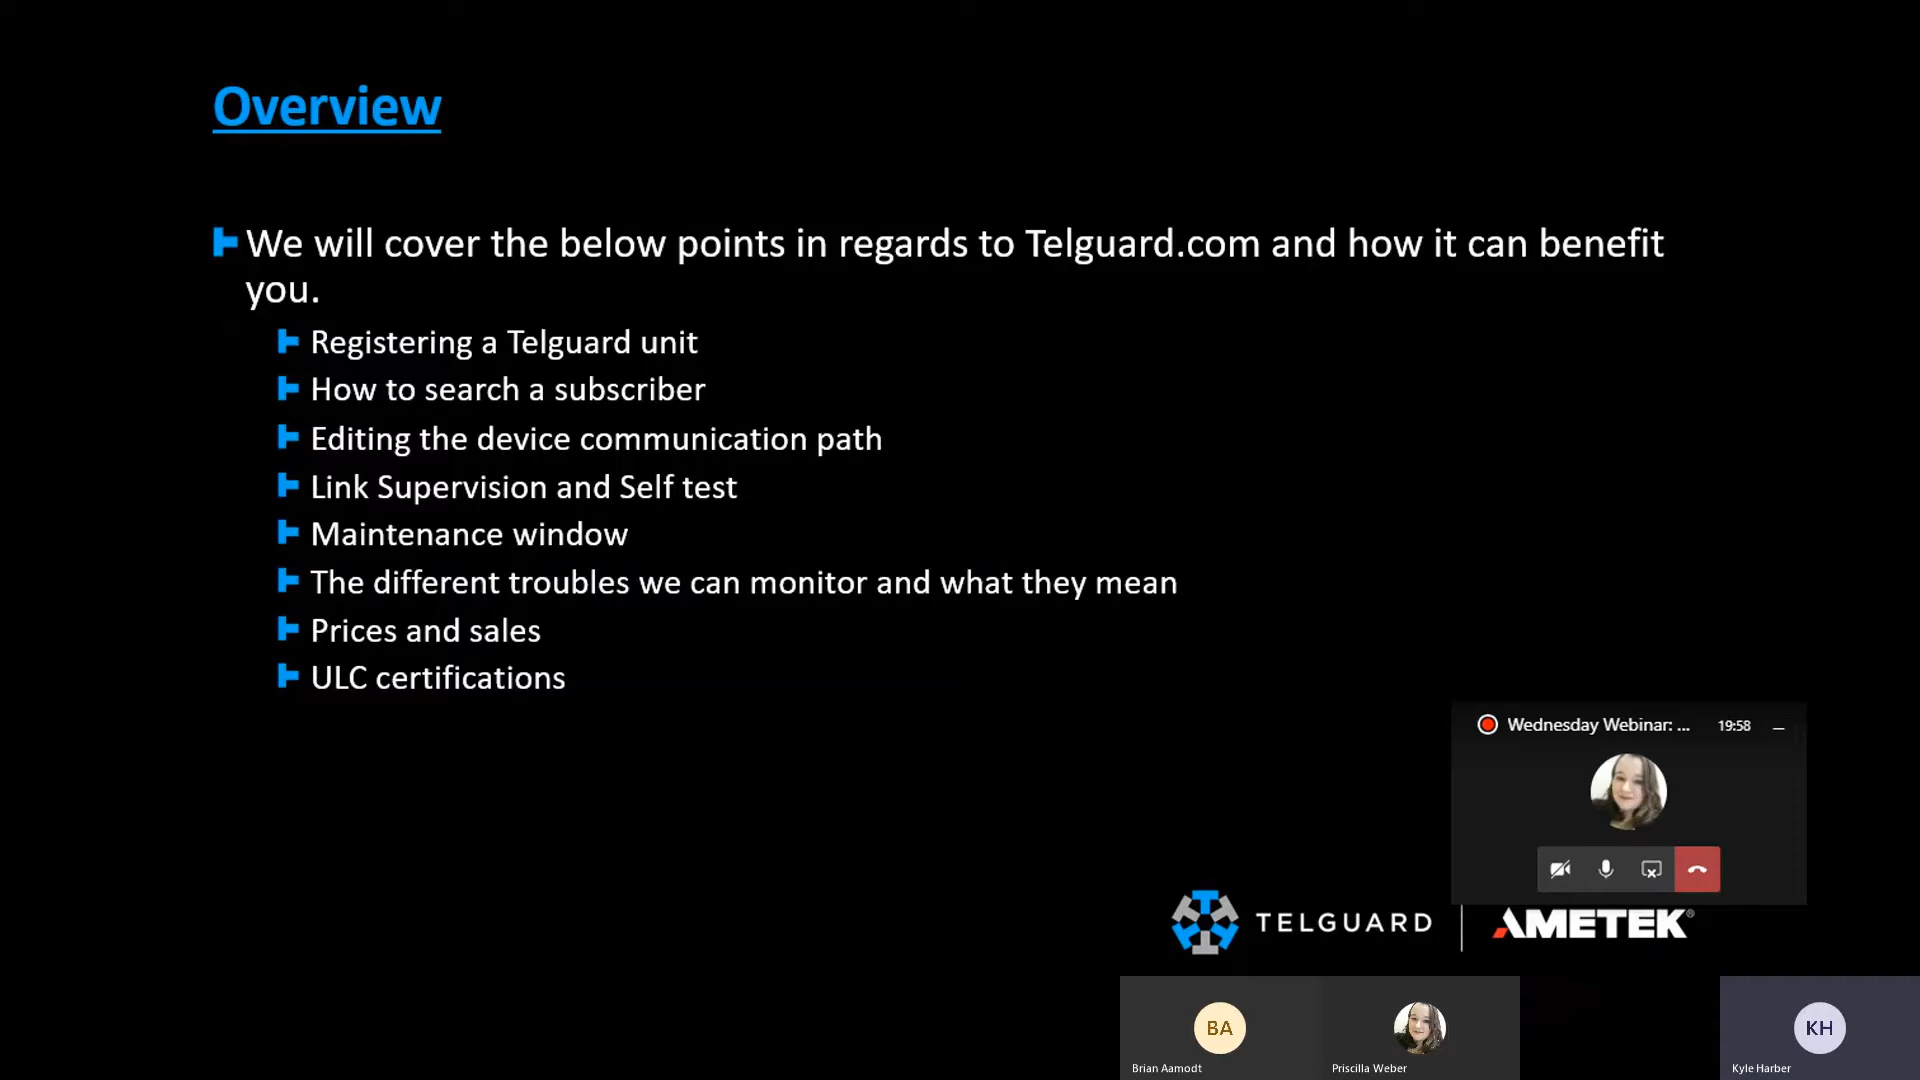 Overview
We will cover the below points in regards to Telguard.com and how it can benefit
you.
Registering a Telguard unit
How to search a subscriber
Editing the device communication path
Link Supervision and Self test
Maintenance window
The different troubles we can monitor and what they mean
Prices and sales
ULC certifications
Wednesday Webinar: ... 19:58
TELGUARD AMETEK®
BA KH
Brian Aamodt Priscilla Weber Kyle Harber